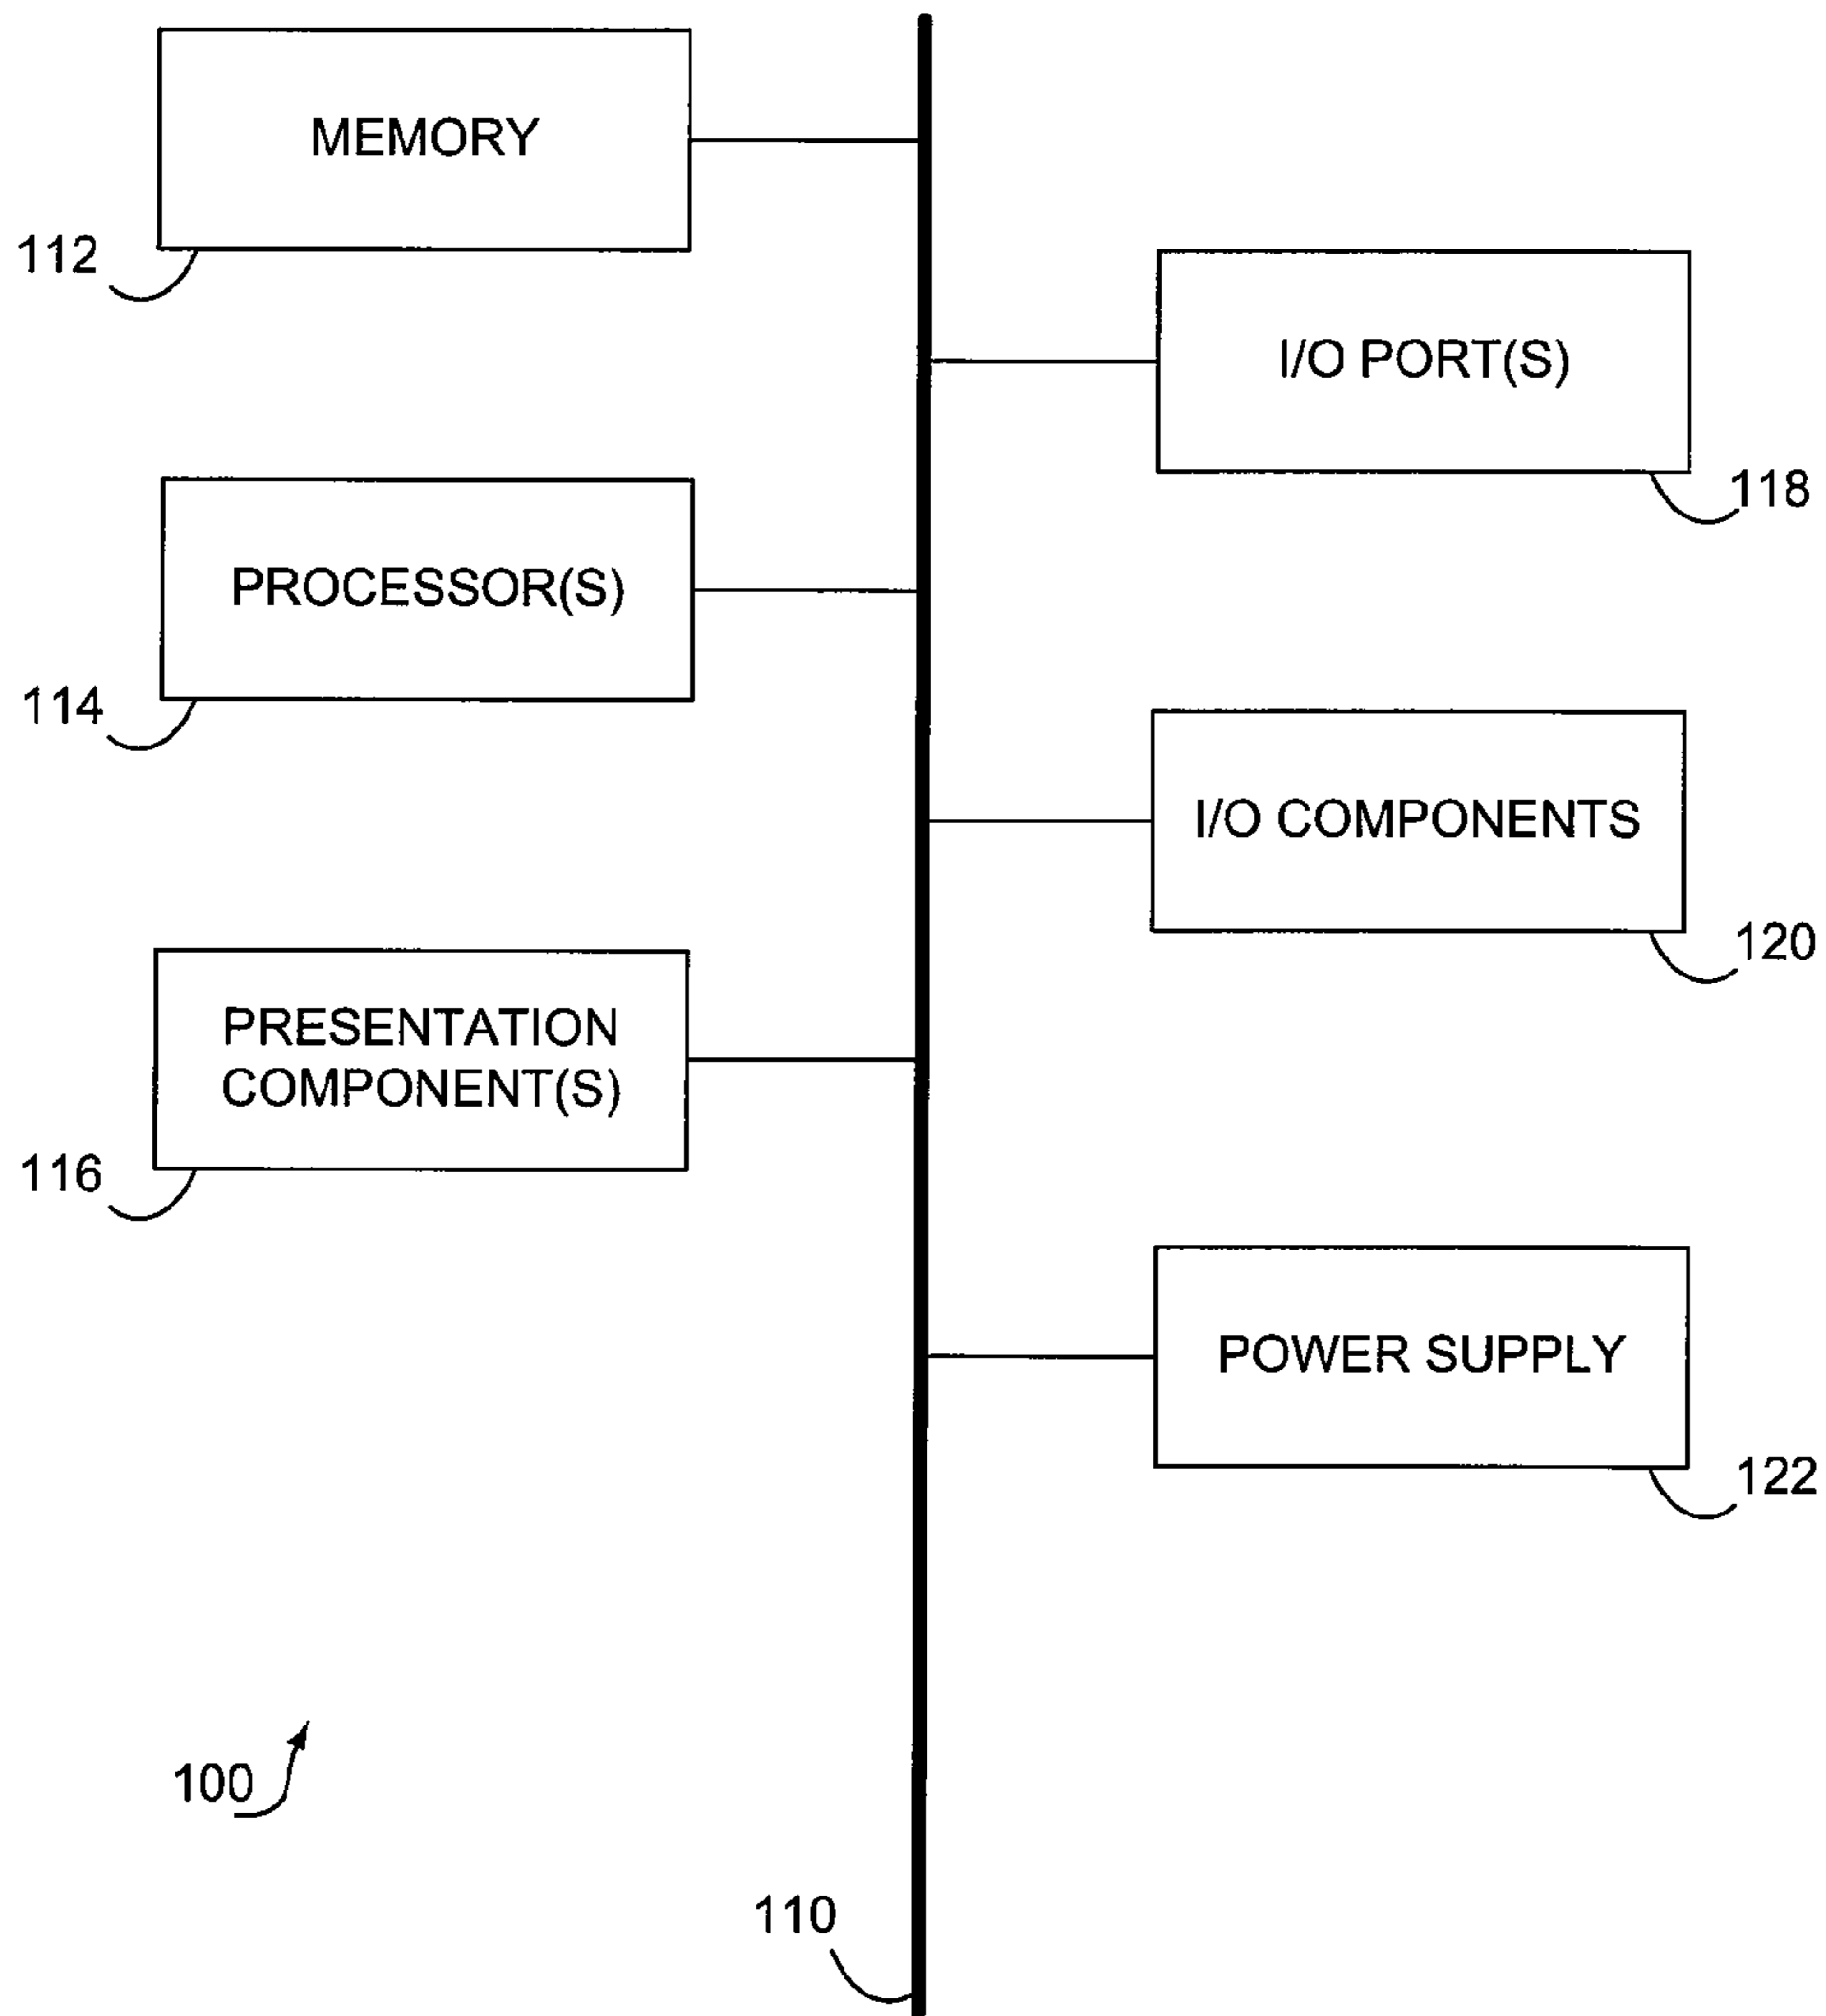 MEMORY
112
I/O PORT(S)
118
PROCESSOR(S)
114
I/O COMPONENTS
120
PRESENTATION
COMPONENT(S)
116
POWER SUPPLY
122
100
110